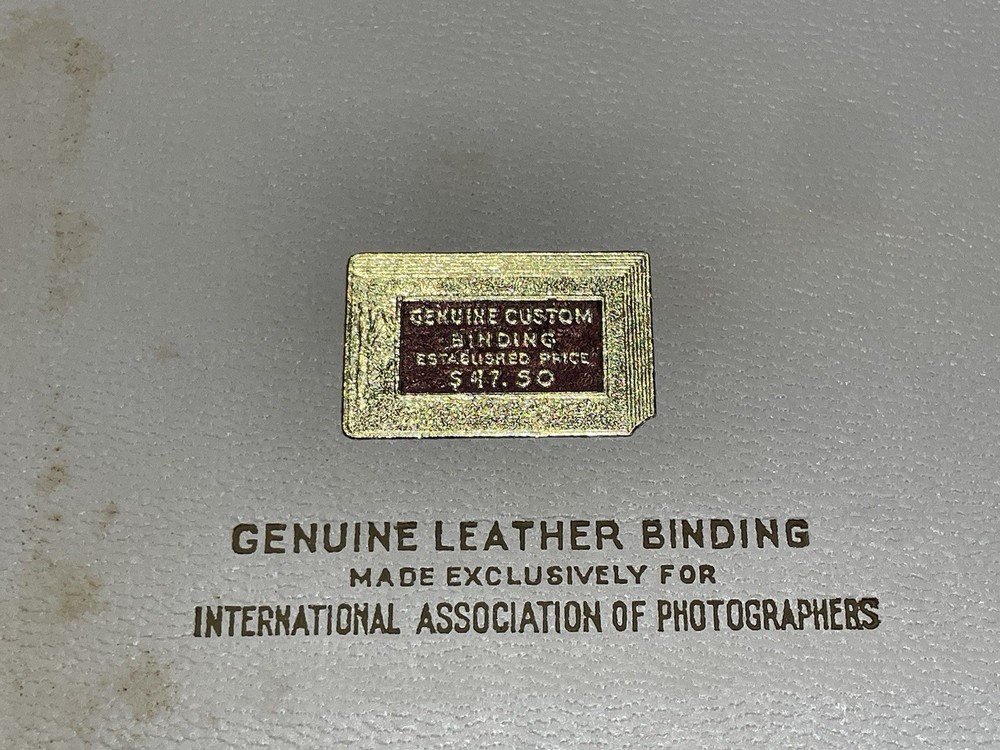 GENUINE CUSTOM
BINDING
ESTABLISHED PRICE
$47.50
GENUINE LEATHER BINDING
MADE EXCLUSIVELY FOR
INTERNATIONAL ASSOCIATION OF PHOTOGRAPHERS